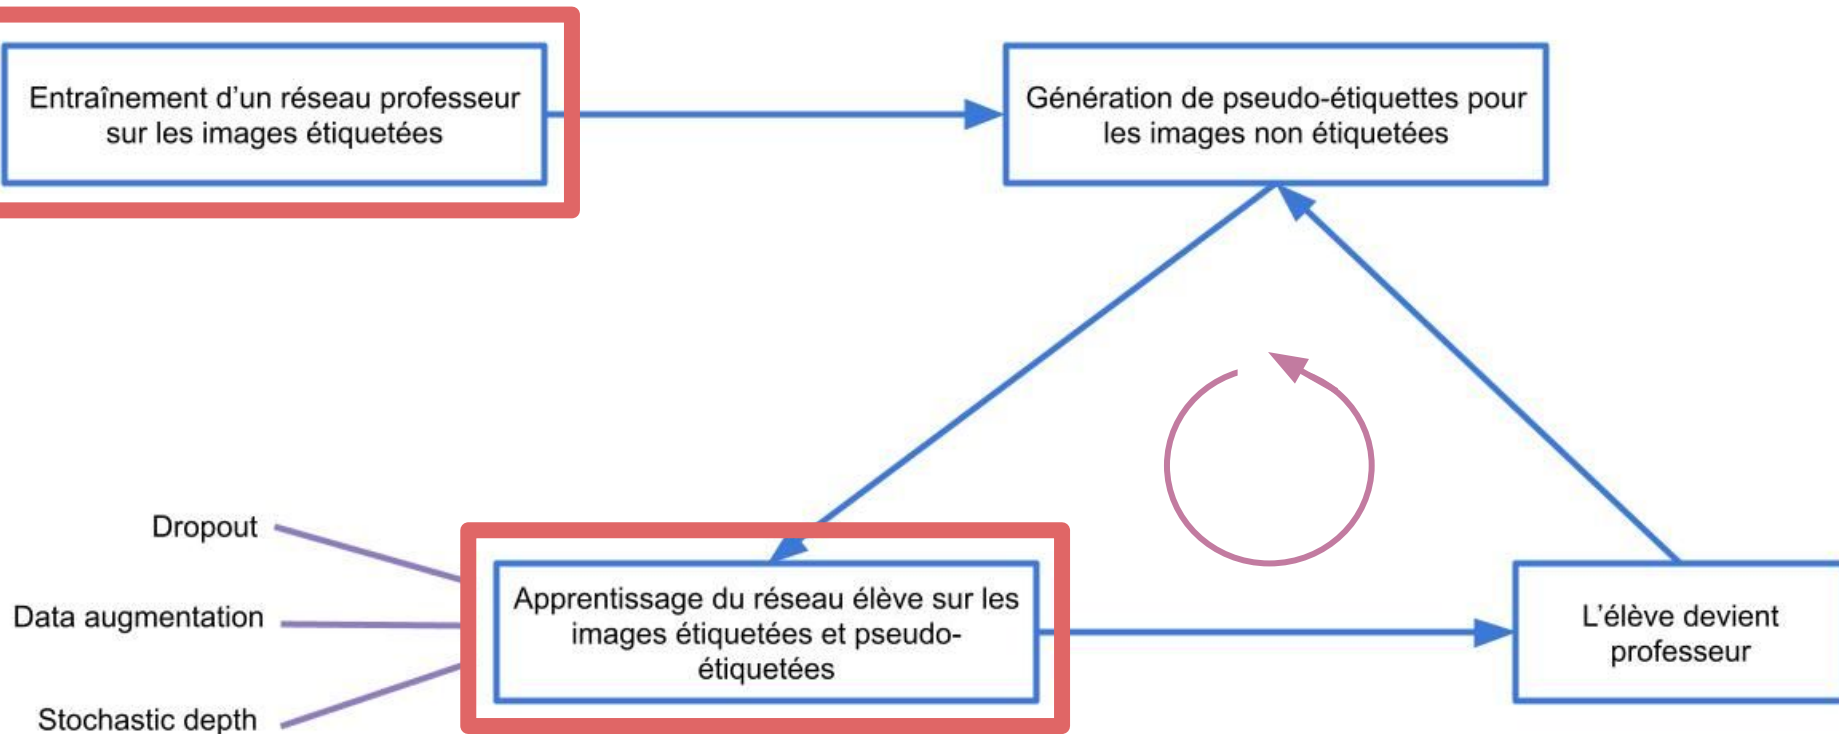 Entraînement d'un réseau professeur
sur les images étiquetées
Génération de pseudo-étiquettes pour
les images non étiquetées
Dropout
Data augmentation
Stochastic depth
Apprentissage du réseau élève sur les
images étiquetées et pseudo-
étiquetées
L'élève devient
professeur